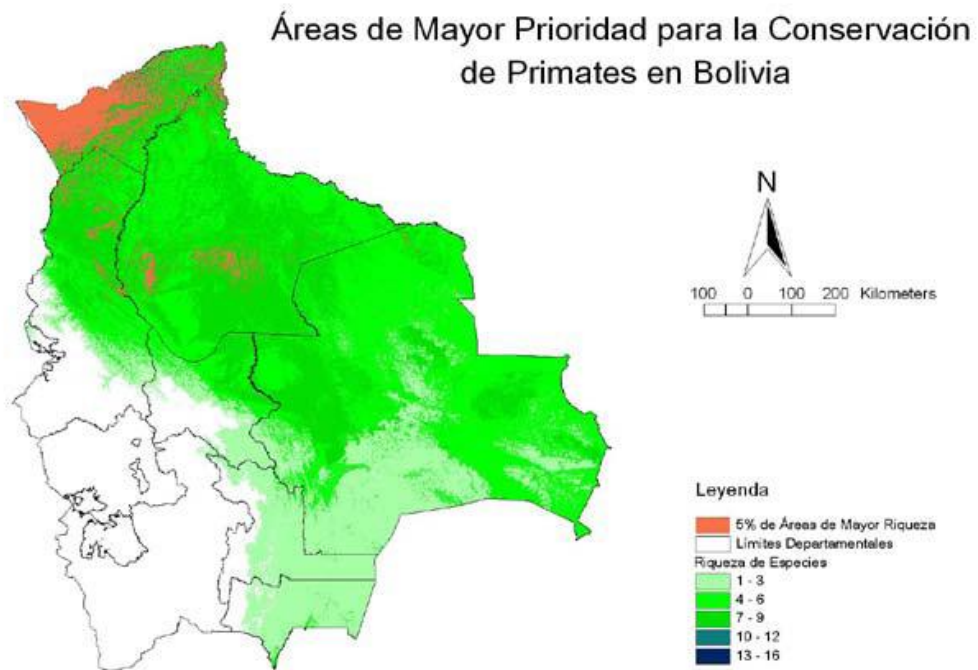 Áreas de Mayor Prioridad para la Conservación
de Primates en Bolivia
N
100 0 100 200 Kilometers
Leyenda
5% de Áreas de Mayor Riqueza
Límites Departamentales
Riqueza de Especies
1 - 3
4 - 6
7 - 9
10 - 12
13 - 16